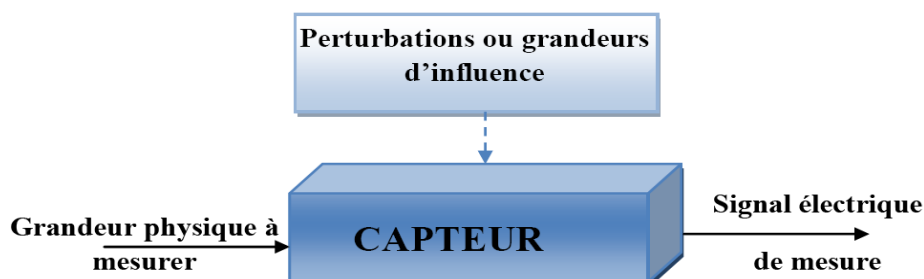 Perturbations ou grandeurs
d’influence
Grandeur physique à
mesurer
CAPTEUR
Signal électrique
de mesure